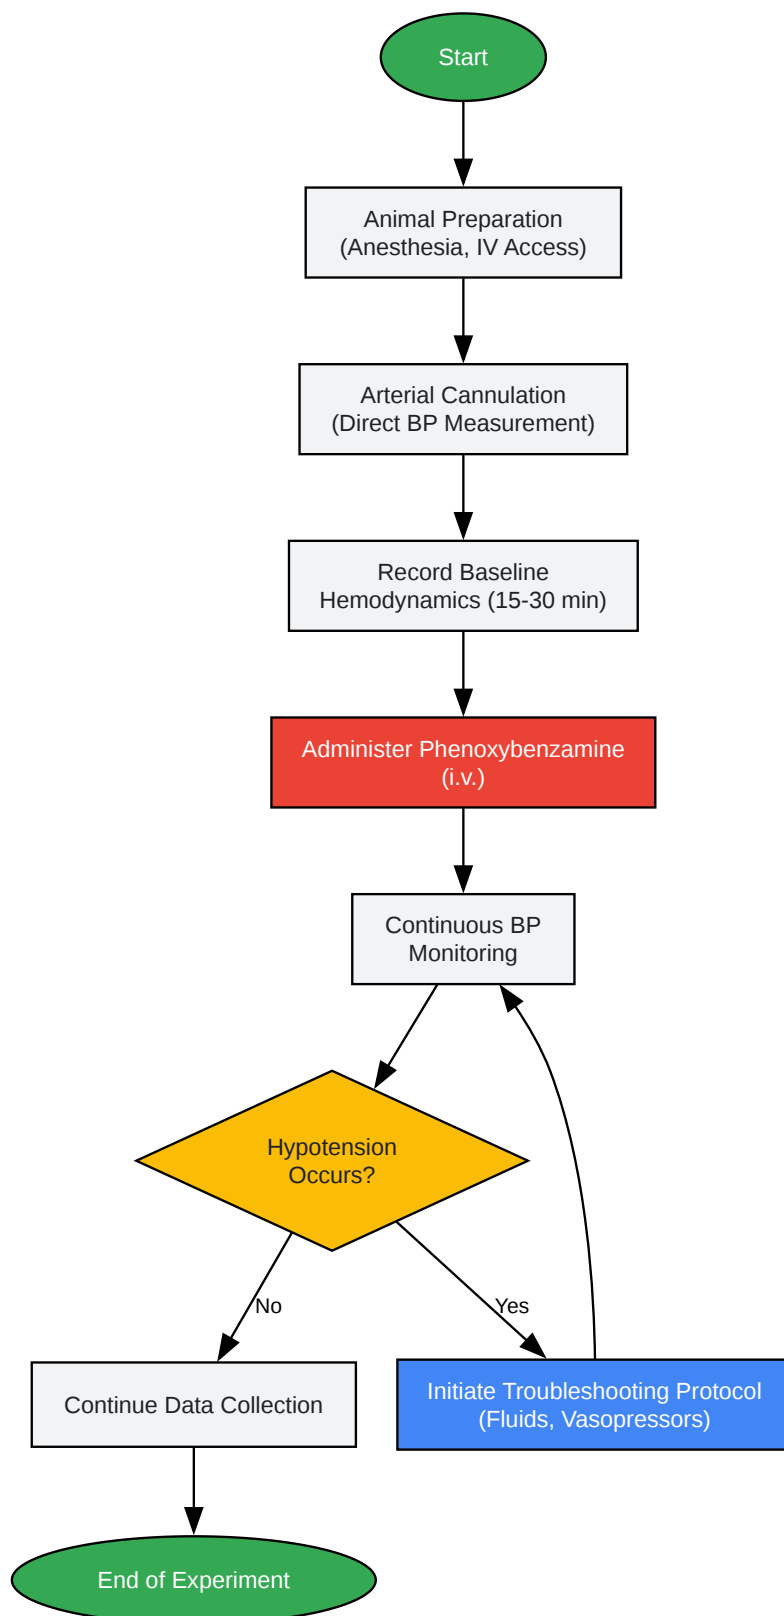 Start
Animal Preparation
(Anesthesia, IV Access)
Arterial Cannulation
(Direct BP Measurement)
Record Baseline
Hemodynamics (15-30 min)
Administer Phenoxybenzamine
(i.v.)
Continuous BP
Monitoring
Hypotension
Occurs?
No
Yes
Continue Data Collection
Initiate Troubleshooting Protocol
(Fluids, Vasopressors)
End of Experiment